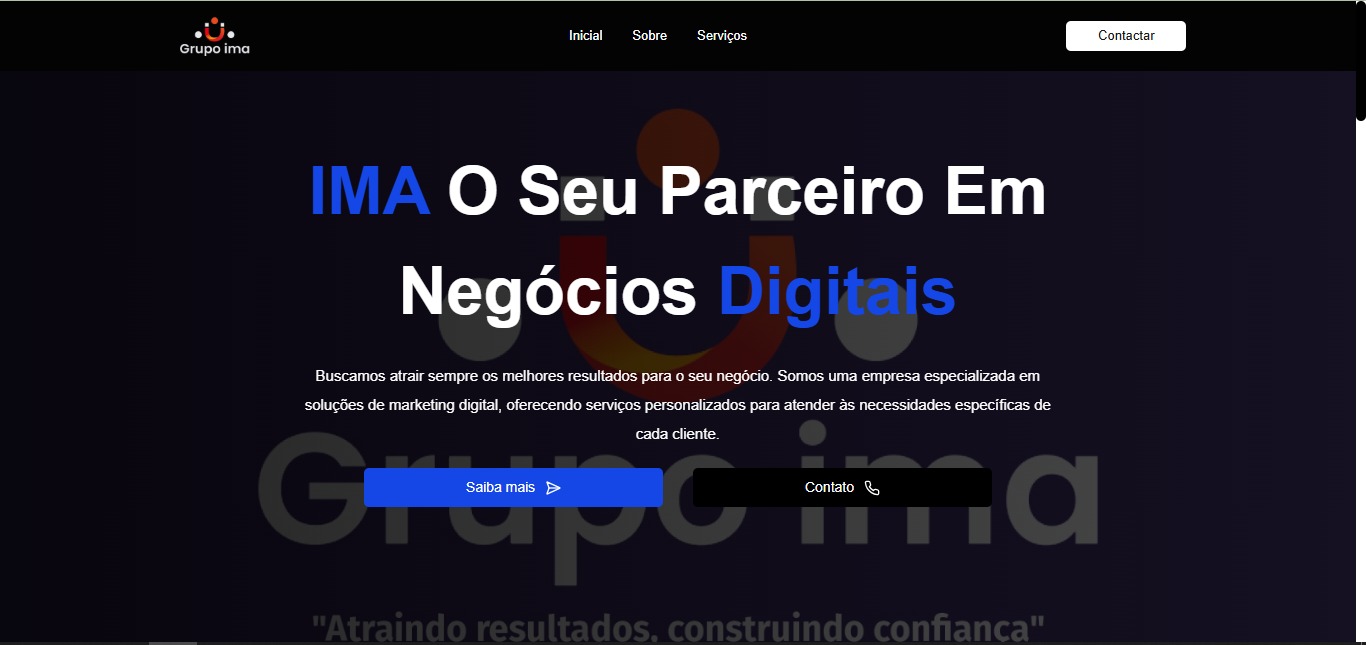 Grupo ima
Inicial
Sobre
Serviços
Contactar
IMA O Seu Parceiro Em
Negócios Digitais
Buscamos atrair sempre os melhores resultados para o seu negócio. Somos uma empresa especializada em
soluções de marketing digital, oferecendo serviços personalizados para atender às necessidades específicas de
cada cliente.
Grupo ima
Saiba mais
Contato
"Atraindo resultados, construindo confiança"